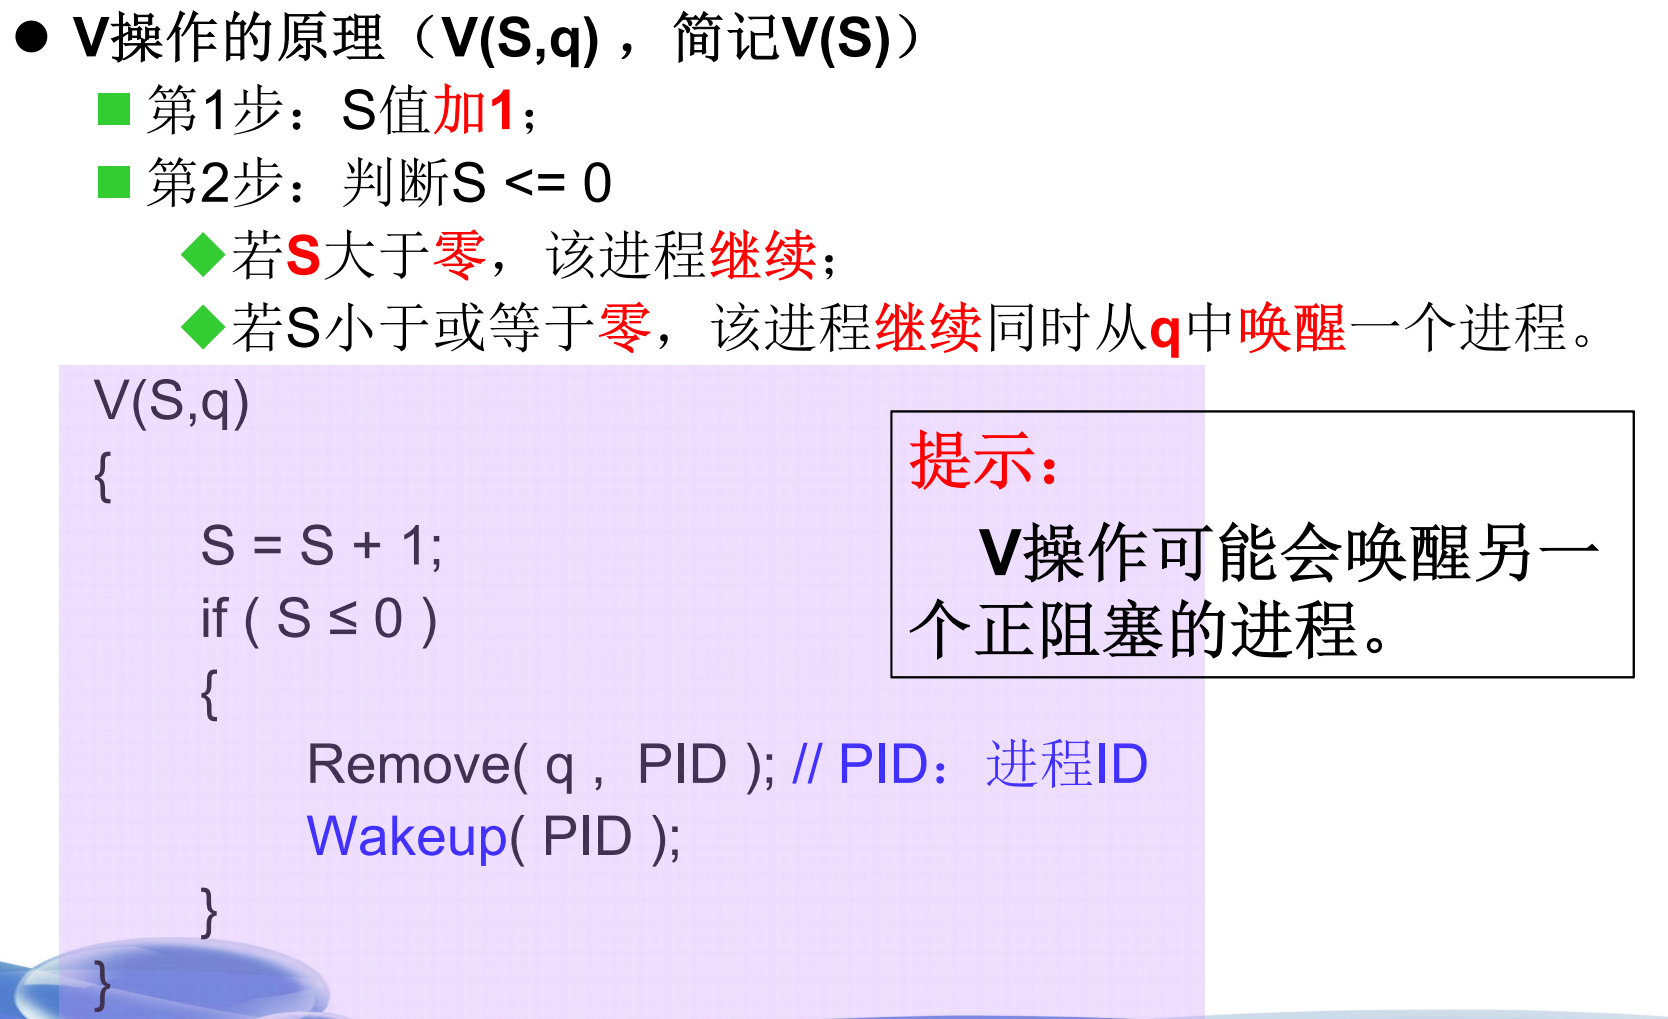 ● V操作的原理（V(S,q) ，简记V(S)）
■ 第1步：S值加1；
■ 第2步：判断S <= 0
◆若S大于零，该进程继续；
◆若S小于或等于零，该进程继续同时从q中唤醒一个进程。
V(S,q)
{
S = S + 1;
if ( S ≤ 0 )
{
Remove( q , PID ); // PID：进程ID
Wakeup( PID );
}
}
提示：
V操作可能会唤醒另一
个正阻塞的进程。